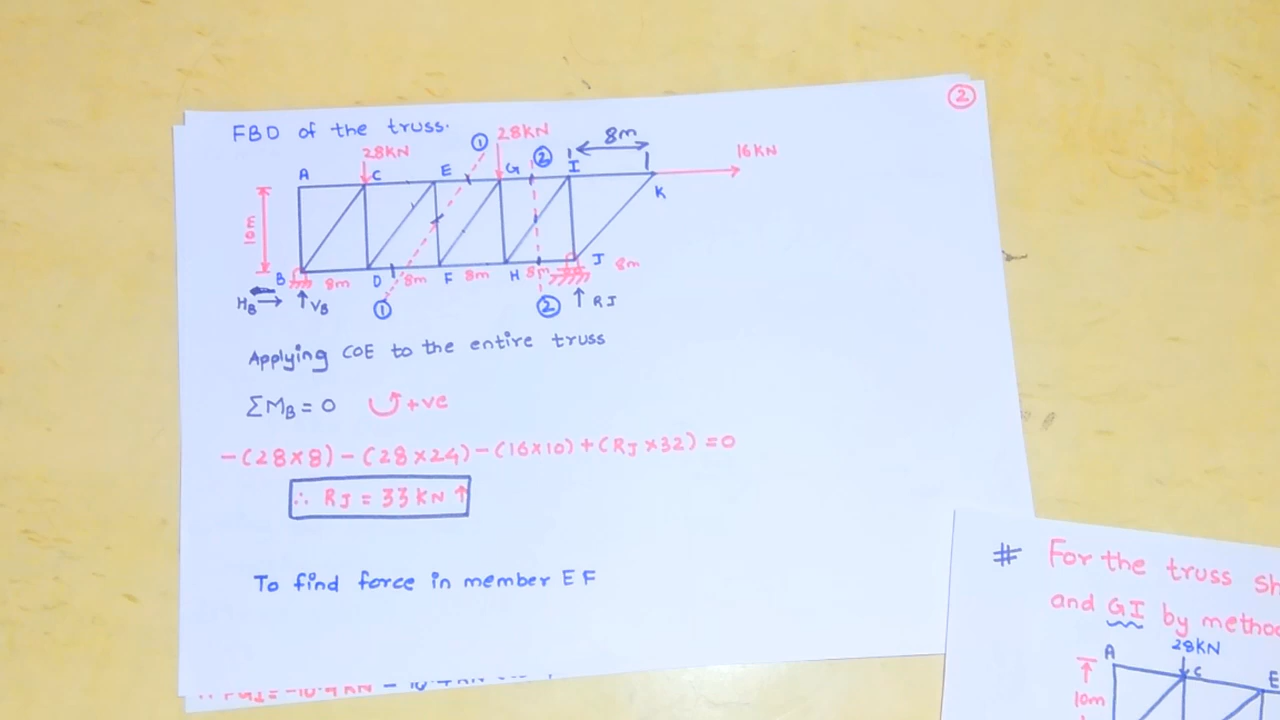 2
FBD of the truss.
1 28KN 8m
28KN 2
A C E G I 16KN
K
10
B 8m D 8m F 8m H 8m J 8m
HB → ↑ VB 1 2 ↑ RJ
Applying COE to the entire truss
ΣMB = 0 +ve
-(28×8) - (28×24) - (16×10) + (RJ×32) = 0
∴ RJ = 33 KN ↑
To find force in member EF
# For the truss sh
and GI by metho
28KN
A C E
10m